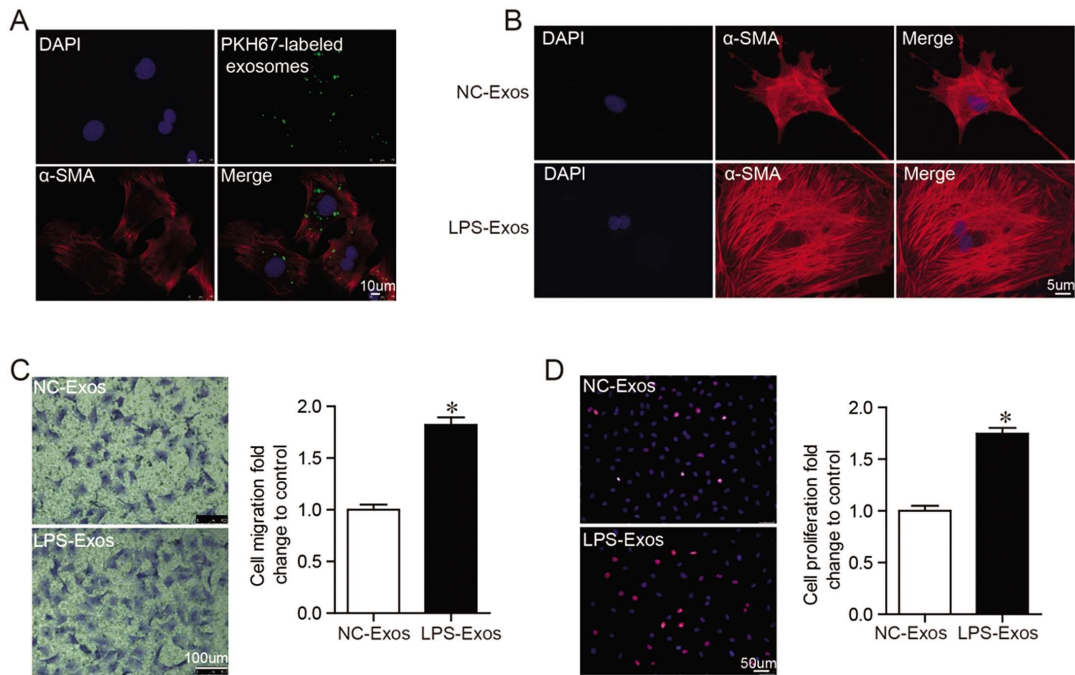 A
DAPI
PKH67-labeled
exosomes
α-SMA
Merge
10um
B
DAPI
α-SMA
Merge
NC-Exos
DAPI
α-SMA
Merge
LPS-Exos
5um
C
NC-Exos
LPS-Exos
100um
Cell migration fold
change to control
2.0
1.5
1.0
0.5
0.0
*
NC-Exos
LPS-Exos
D
NC-Exos
LPS-Exos
50um
Cell proliferation fold
change to control
2.0
1.5
1.0
0.5
0.0
*
NC-Exos
LPS-Exos